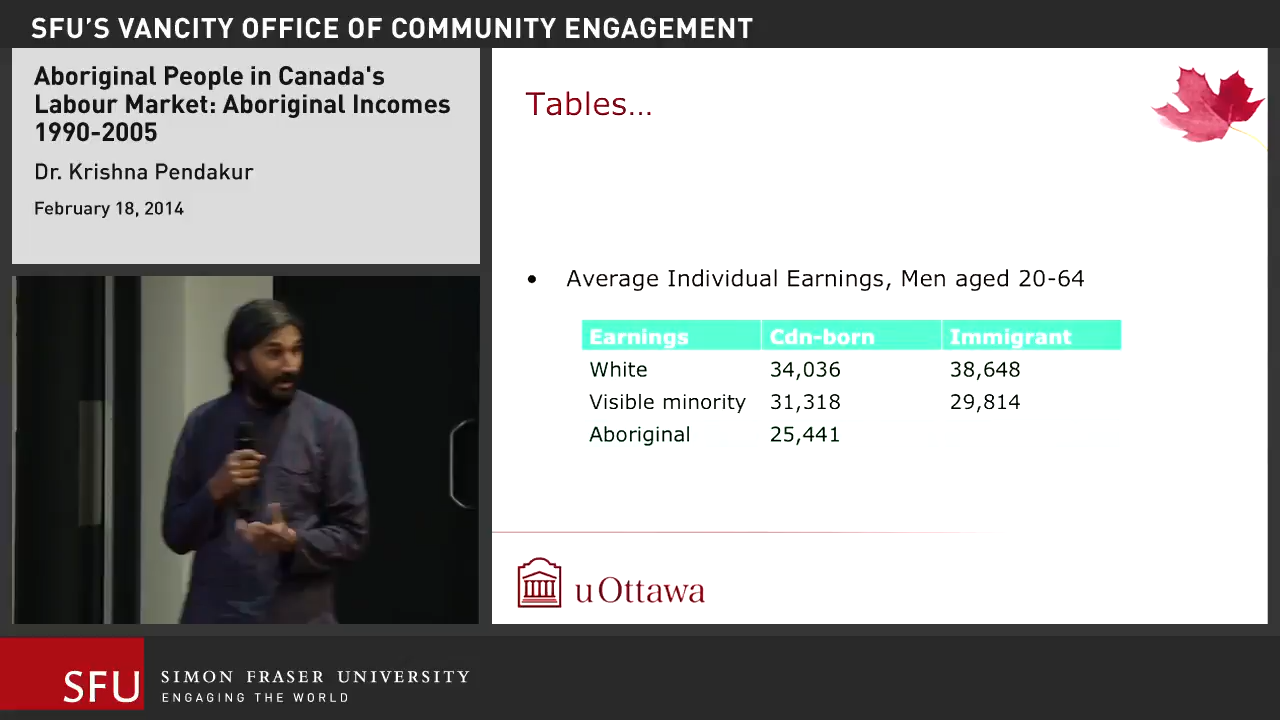 SFU'S VANCITY OFFICE OF COMMUNITY ENGAGEMENT
Aboriginal People in Canada's
Labour Market: Aboriginal Incomes
1990-2005
Dr. Krishna Pendakur
February 18, 2014
Tables...
• Average Individual Earnings, Men aged 20-64
Earnings Cdn-born Immigrant
White 34,036 38,648
Visible minority 31,318 29,814
Aboriginal 25,441
uOttawa
SFU
SIMON FRASER UNIVERSITY
ENGAGING THE WORLD